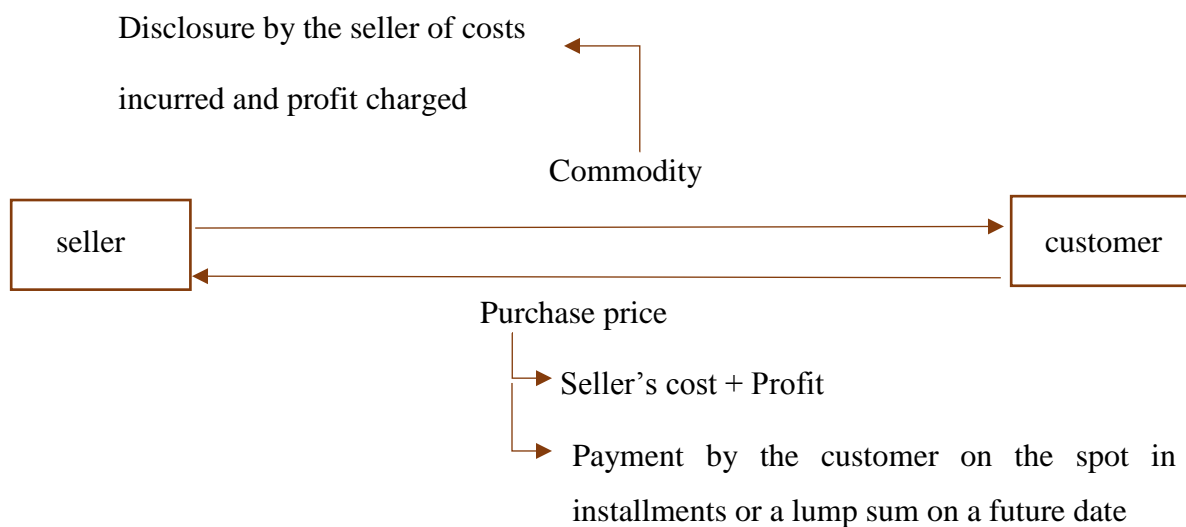 Disclosure by the seller of costs
incurred and profit charged
Commodity
seller
customer
Purchase price
Seller’s cost + Profit
Payment by the customer on the spot in
installments or a lump sum on a future date